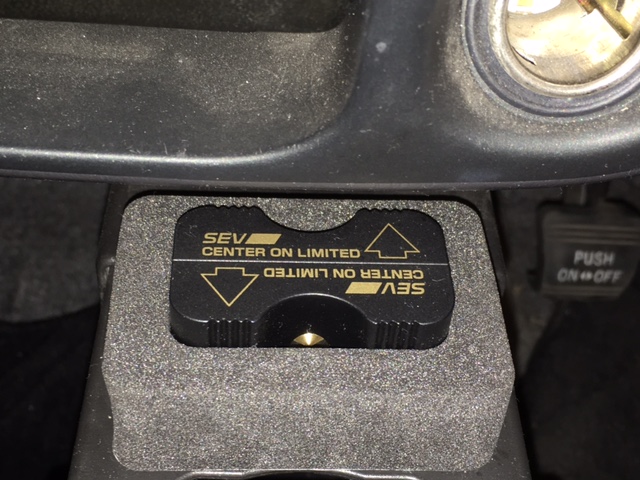 SEV
CENTER ON LIMITED
CENTER ON LIMITED
SEV
PUSH
ON↔OFF